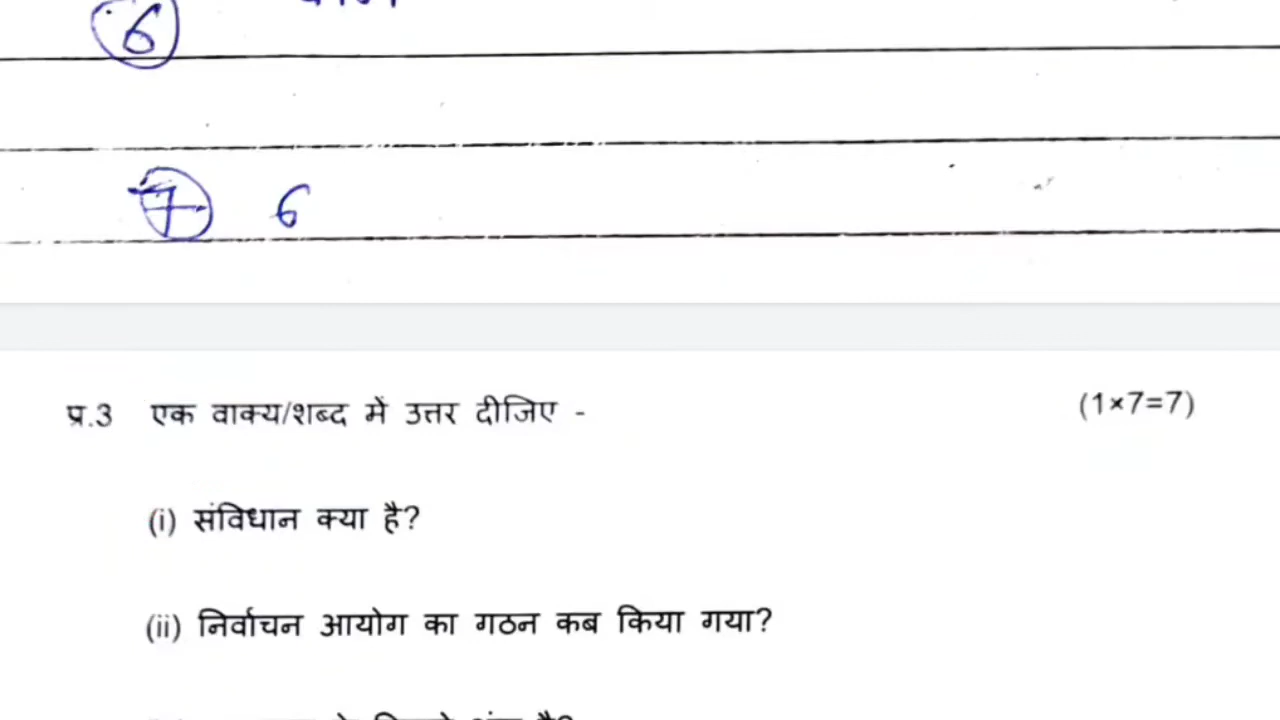 6
7 6
प्र.3 एक वाक्य/शब्द में उत्तर दीजिए - (1×7=7)
(i) संविधान क्या है?
(ii) निर्वाचन आयोग का गठन कब किया गया?